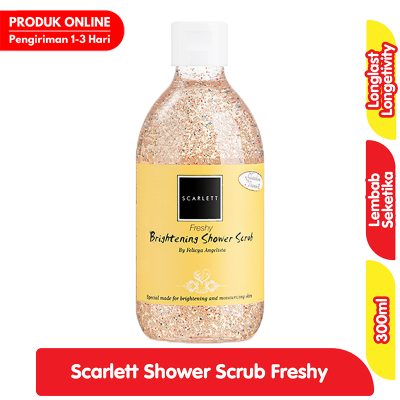 PRODUK ONLINE
Pengiriman 1-3 Hari
Longlast
Longetivity
Lembab
Seketika
300ml
SCARLETT
Freshy
Brightening Shower Scrub
By Felicya Angelista
Special made for brightening and moisturizing skin
Scarlett Shower Scrub Freshy